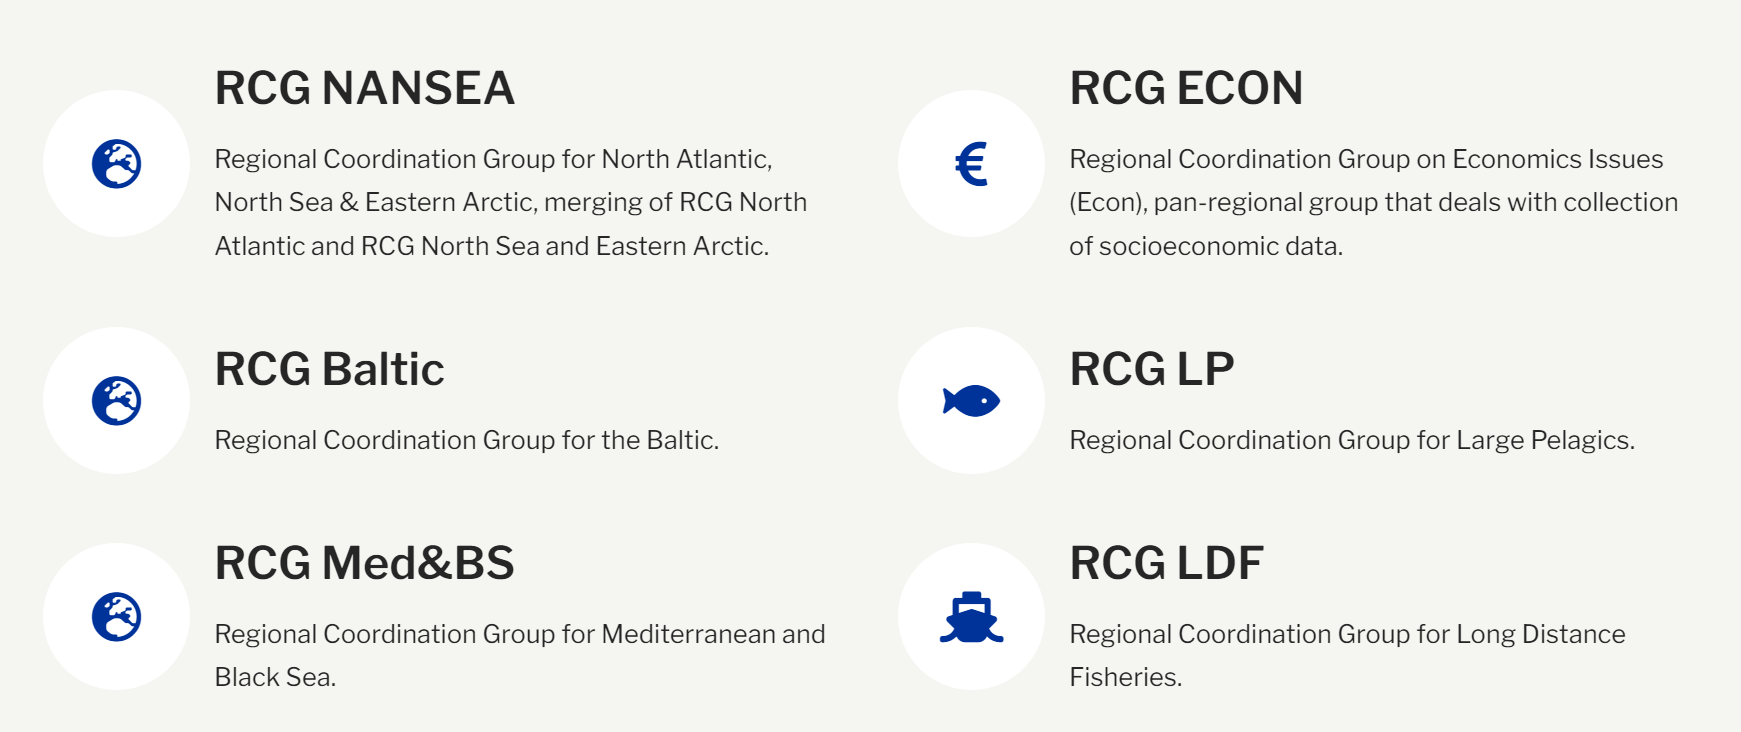 RCG NANSEA
Regional Coordination Group for North Atlantic,
North Sea & Eastern Arctic, merging of RCG North
Atlantic and RCG North Sea and Eastern Arctic.
RCG ECON
Regional Coordination Group on Economics Issues
(Econ), pan-regional group that deals with collection
of socioeconomic data.
RCG Baltic
Regional Coordination Group for the Baltic.
RCG LP
Regional Coordination Group for Large Pelagics.
RCG Med&BS
Regional Coordination Group for Mediterranean and
Black Sea.
RCG LDF
Regional Coordination Group for Long Distance
Fisheries.